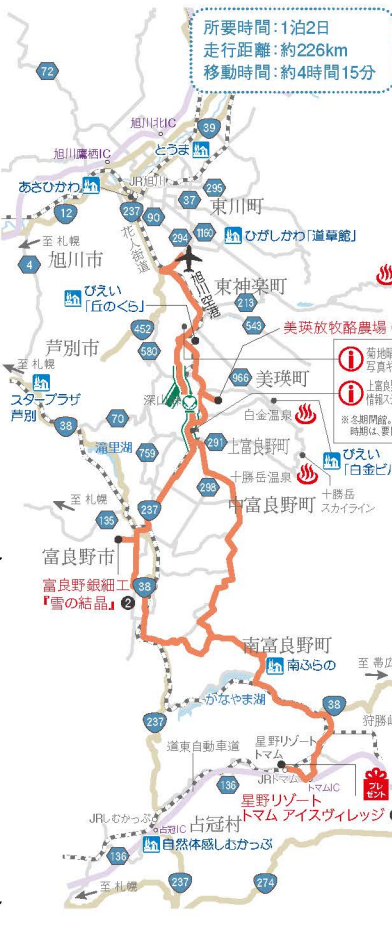 所要時間：1泊2日
走行距離：約226km
移動時間：約4時間15分
72
旭川北IC
39
とうま
旭川鷹栖IC
JR旭川
あさひかわ
295
37
東川町
12
237
90
花人街道
294
1160
ひがしかわ「道草館」
至 札幌
4
旭川市
旭川空港
東神楽町
びえい
「丘のくら」
213
452
543
美瑛放牧酪農場
芦別市
580
至 札幌
966
美瑛町
スタープラザ
芦別
深山
白金温泉
※冬期閉館。
38
70
滝里湖
759
291
上富良野町
びえい
「白金ビル
十勝岳温泉
298
十勝岳
スカイライン
至 札幌
中富良野町
135
237
富良野市
富良野銀細工
『雪の結晶』❷
38
南富良野町
南ふらの
至 帯広
かなやま湖
38
237
狩勝峠
道東自動車道
星野リゾート
トマム
136
JRトマム
トマムIC
プレ
ゼント
星野リゾート
トマム アイスヴィレッジ
JRしむかっぷ
占冠IC
占冠村
136
自然体感しむかっぷ
至 札幌
237
274